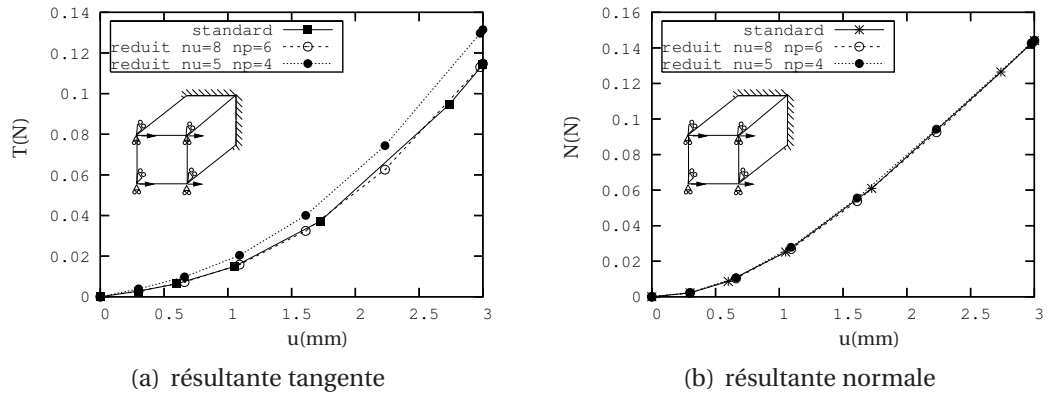 0.14
0.12
0.1
0.08
0.06
0.04
0.02
0
T(N)
standard
reduit nu=8 np=6
reduit nu=5 np=4
0 0.5 1 1.5 2 2.5 3
u(mm)
(a) résultante tangente
0.16
0.14
0.12
0.1
0.08
0.06
0.04
0.02
0
N(N)
standard
reduit nu=8 np=6
reduit nu=5 np=4
0 0.5 1 1.5 2 2.5 3
u(mm)
(b) résultante normale